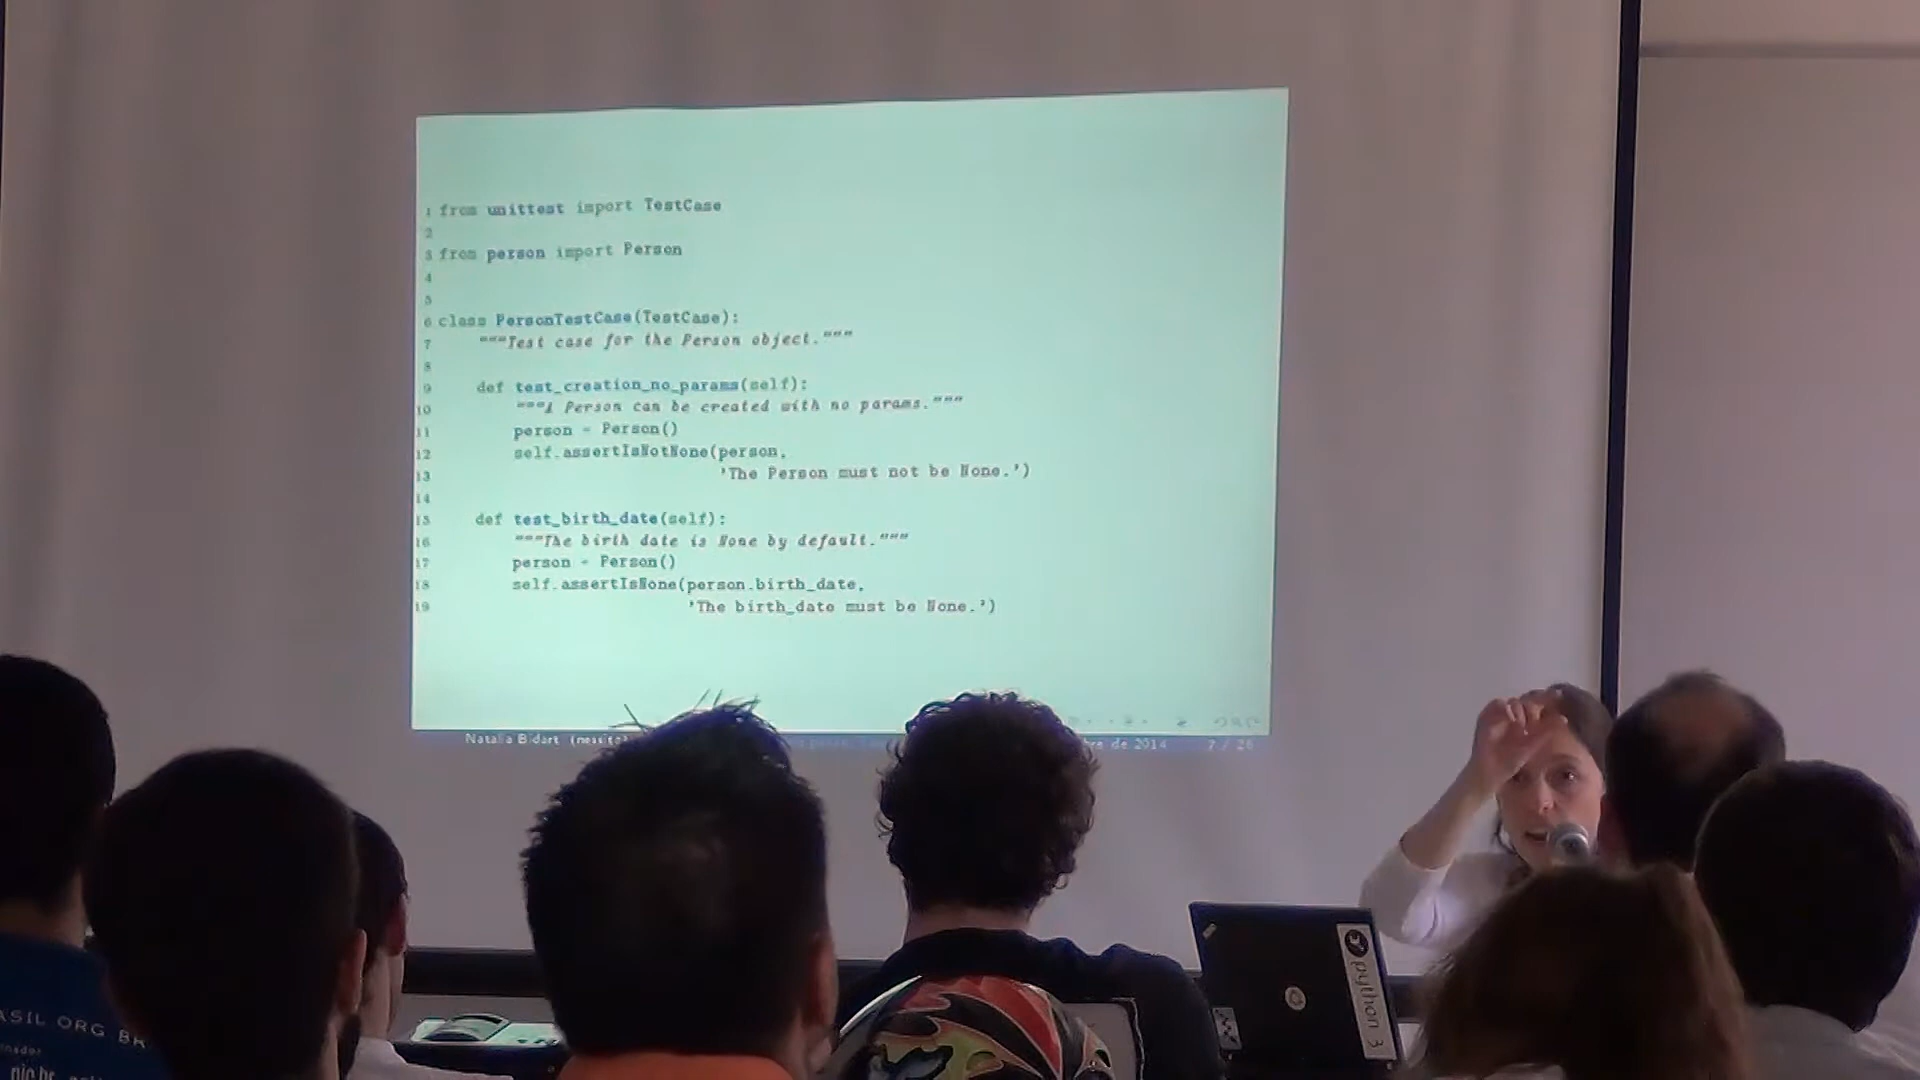 1 from unittest import TestCase
2
3 from person import Person
4
5
6 class PersonTestCase(TestCase):
7 """Test case for the Person object."""
8
9 def test_creation_no_params(self):
10 """A Person can be created with no params."""
11 person = Person()
12 self.assertIsNotNone(person,
13 'The Person must not be None.')
14
15 def test_birth_date(self):
16 """The birth date is None by default."""
17 person = Person()
18 self.assertIsNone(person.birth_date,
19 'The birth_date must be None.')
Natalia Bidart de 2014 7 / 26
python 3
ASIL ORG BR